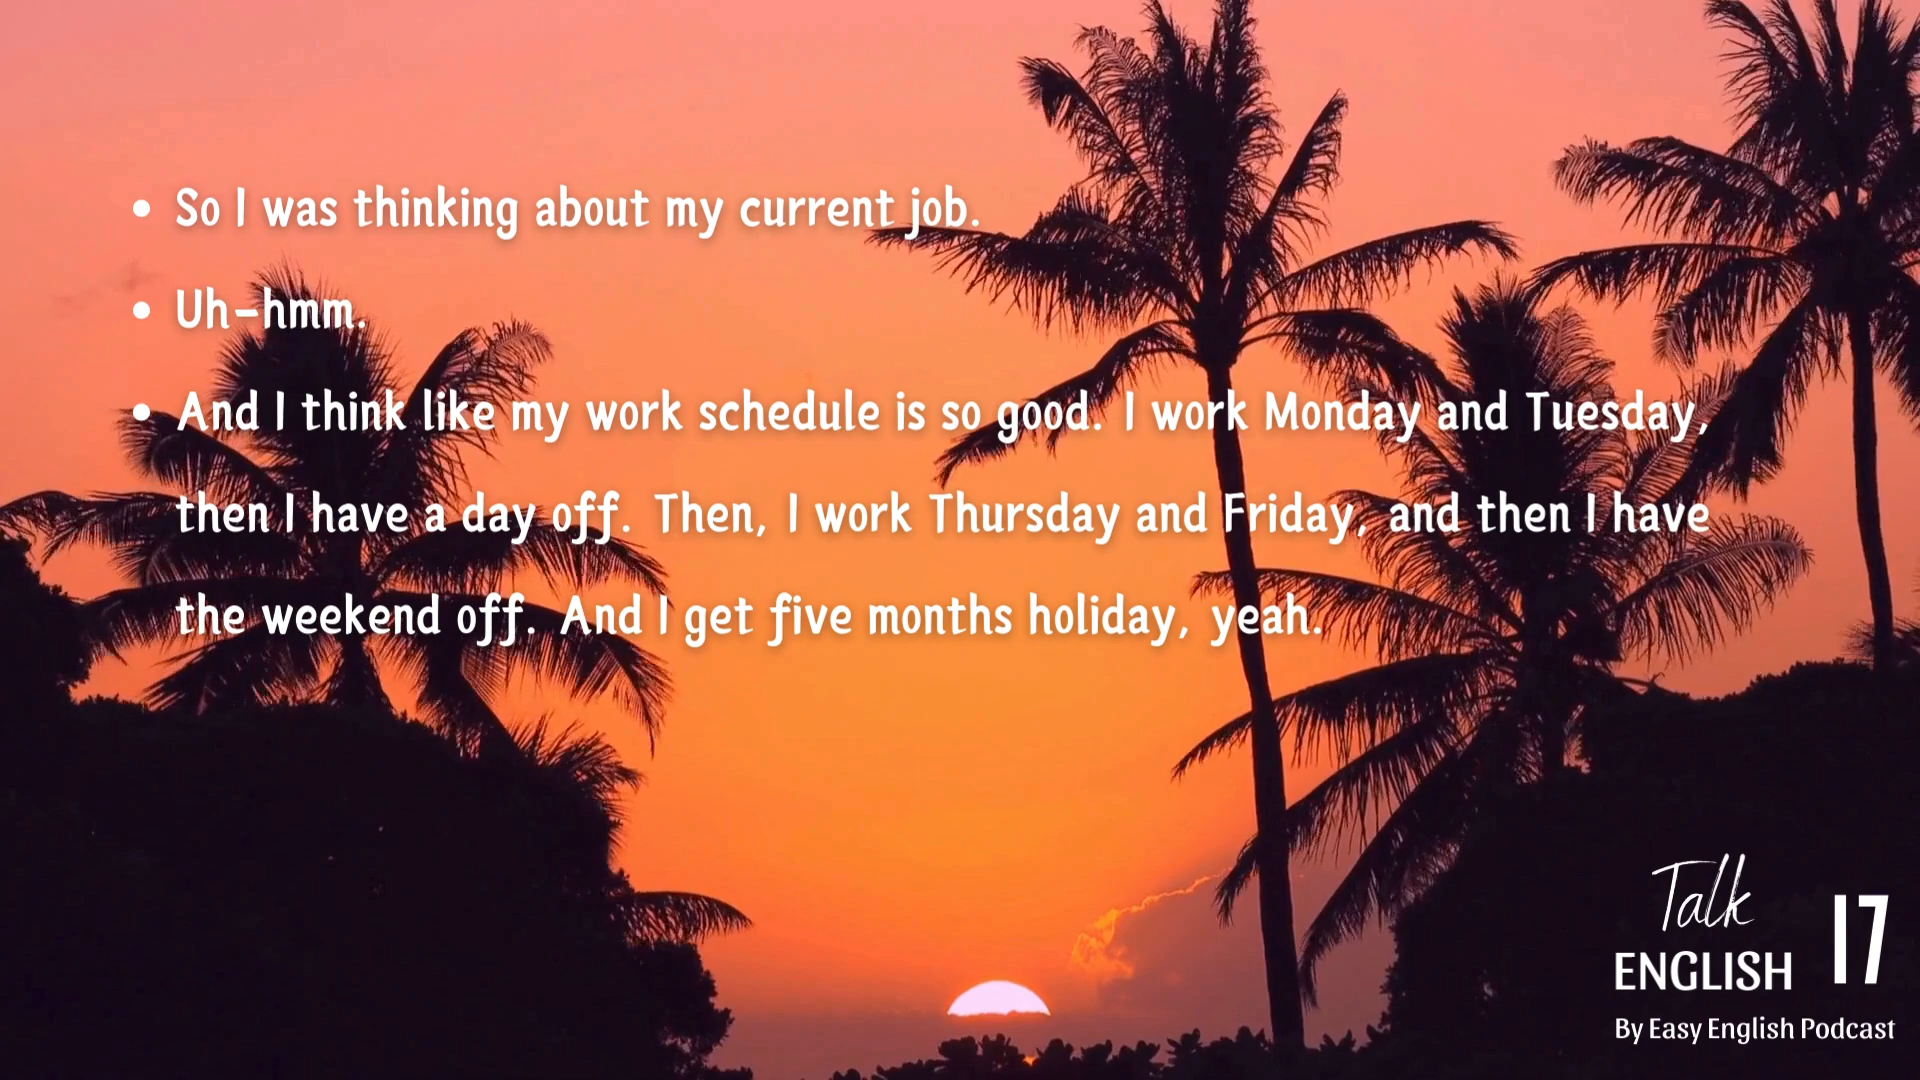 • So I was thinking about my current job.
• Uh-hmm.
• And I think like my work schedule is so good. I work Monday and Tuesday,
then I have a day off. Then, I work Thursday and Friday, and then I have
the weekend off. And I get five months holiday, yeah.
Talk
ENGLISH 17
By Easy English Podcast